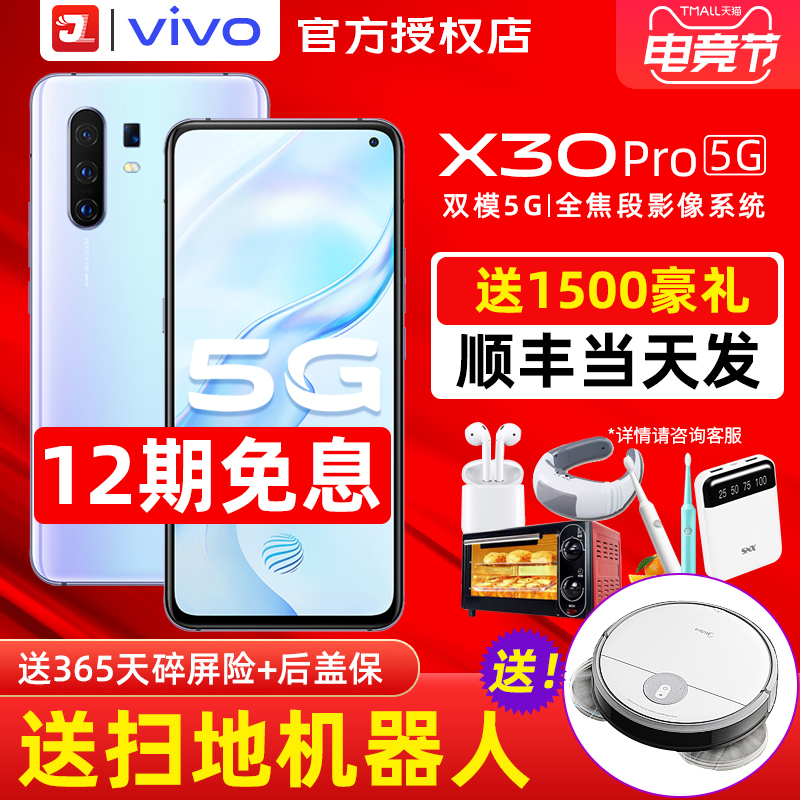 vivo 官方授权店
TMALL天猫
电竞节
X30 Pro 5G
双模5G|全焦段影像系统
送1500豪礼
顺丰当天发
*详情请咨询客服
5G
12期免息
25 50 75 100
SNX
送365天碎屏险+后盖保
送!
送扫地机器人